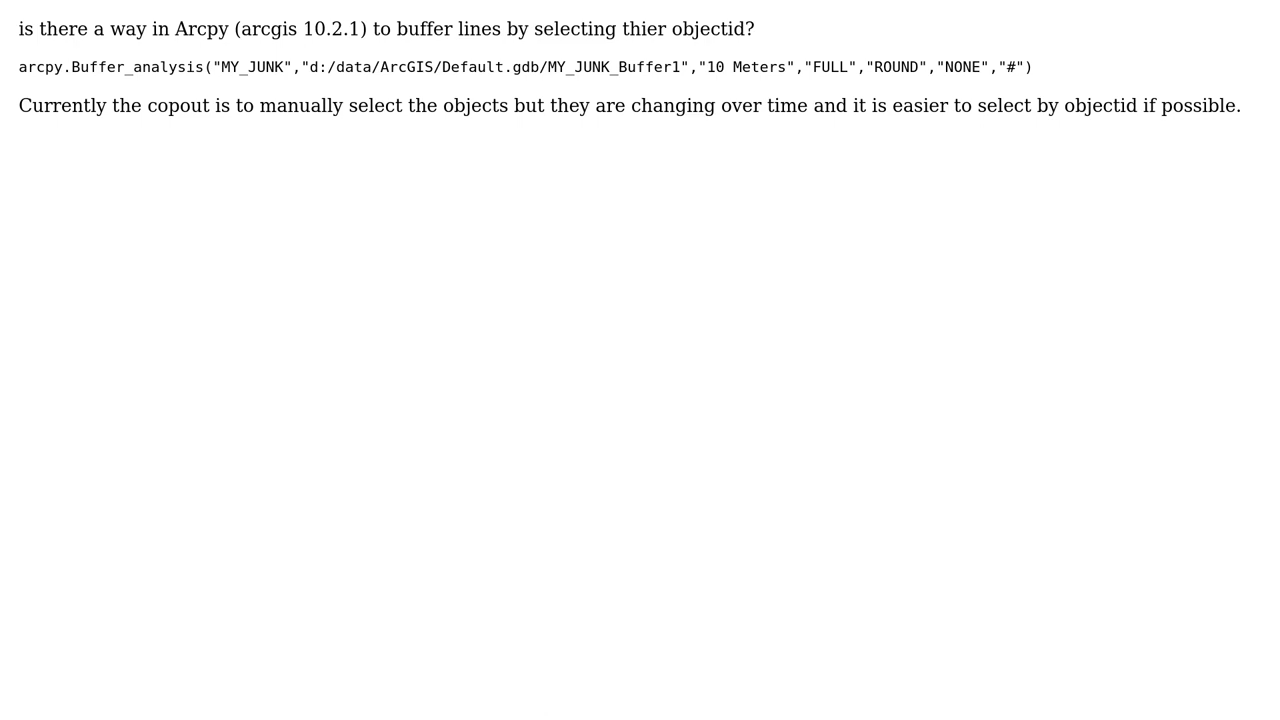 is there a way in Arcpy (arcgis 10.2.1) to buffer lines by selecting thier objectid?
arcpy.Buffer_analysis("MY_JUNK","d:/data/ArcGIS/Default.gdb/MY_JUNK_Buffer1","10 Meters","FULL","ROUND","NONE","#")
Currently the copout is to manually select the objects but they are changing over time and it is easier to select by objectid if possible.